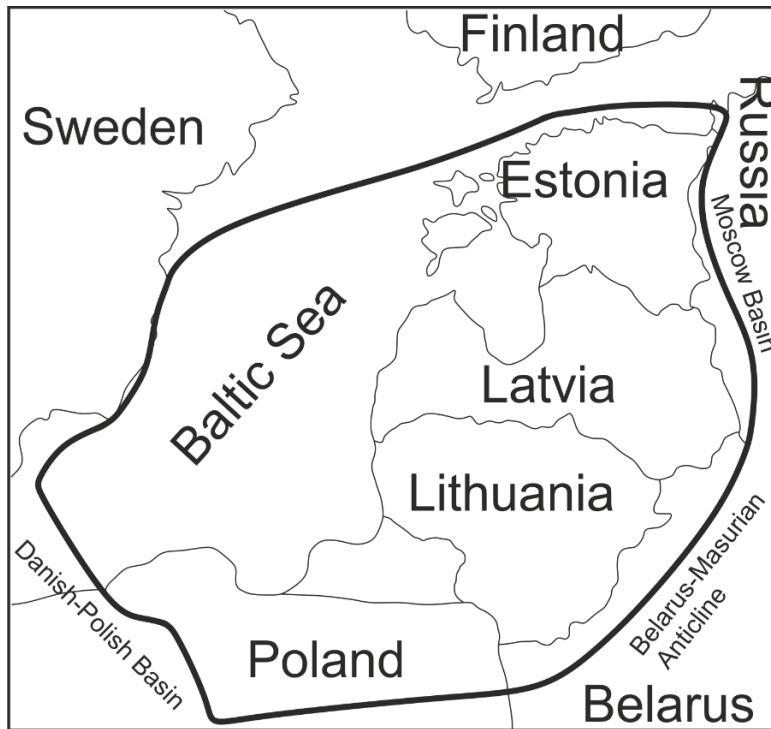 Finland
Sweden
Russia
Estonia
Moscow Basin
Baltic Sea
Latvia
Lithuania
Danish-Polish Basin
Belarus-Masurian
Anticline
Poland
Belarus